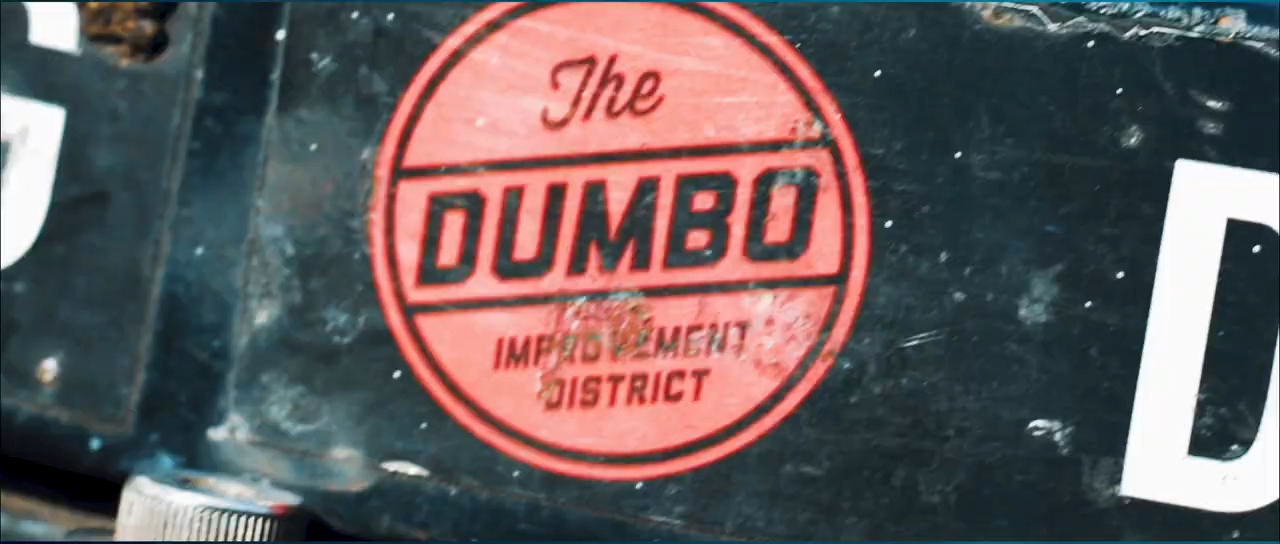 The
DUMBO
IMPROVEMENT
DISTRICT
D